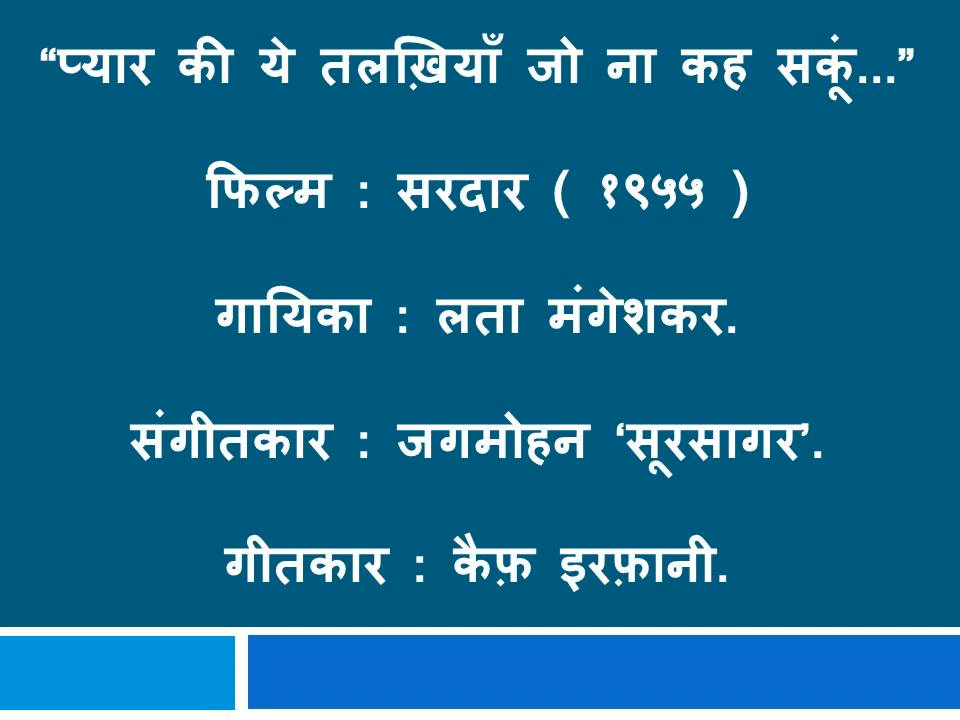 “प्यार की ये तलख़ियाँ जो ना कह सकूं...”
फिल्म : सरदार ( १९५५ )
गायिका : लता मंगेशकर.
संगीतकार : जगमोहन ‘सूरसागर’.
गीतकार : कैफ़ इरफ़ानी.